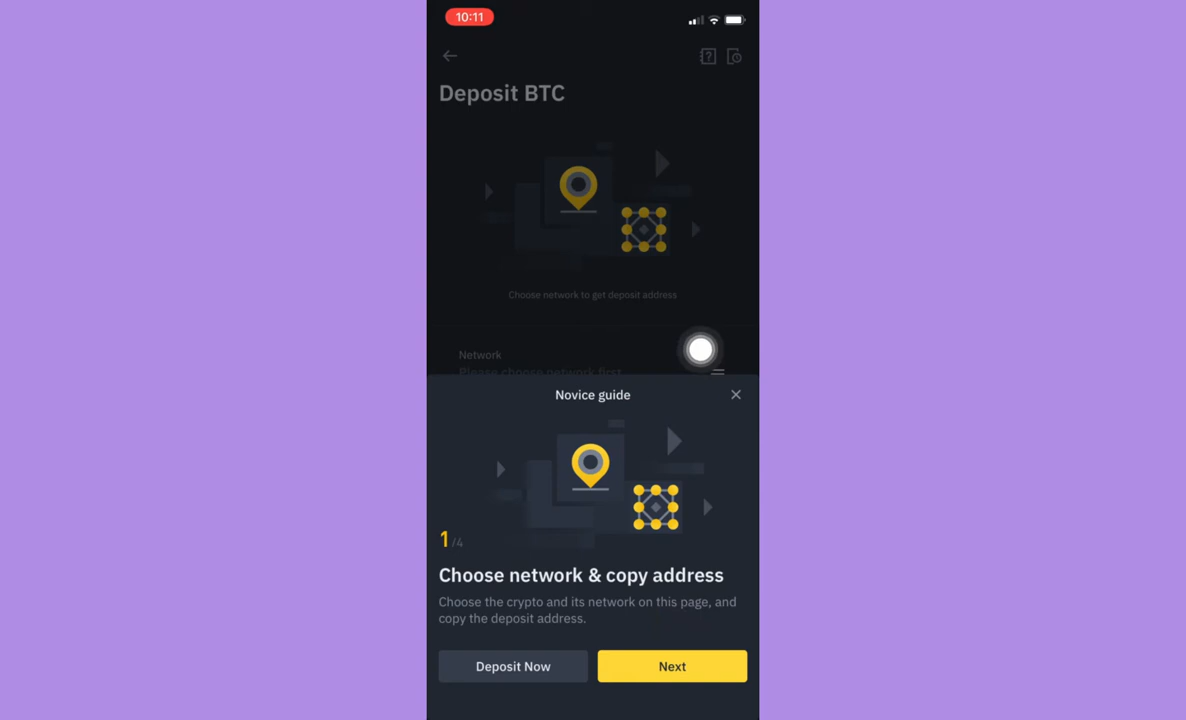 10:11
Deposit BTC
Choose network to get deposit address
Network
Please choose network first
Novice guide
1/4
Choose network & copy address
Choose the crypto and its network on this page, and
copy the deposit address.
Deposit Now
Next